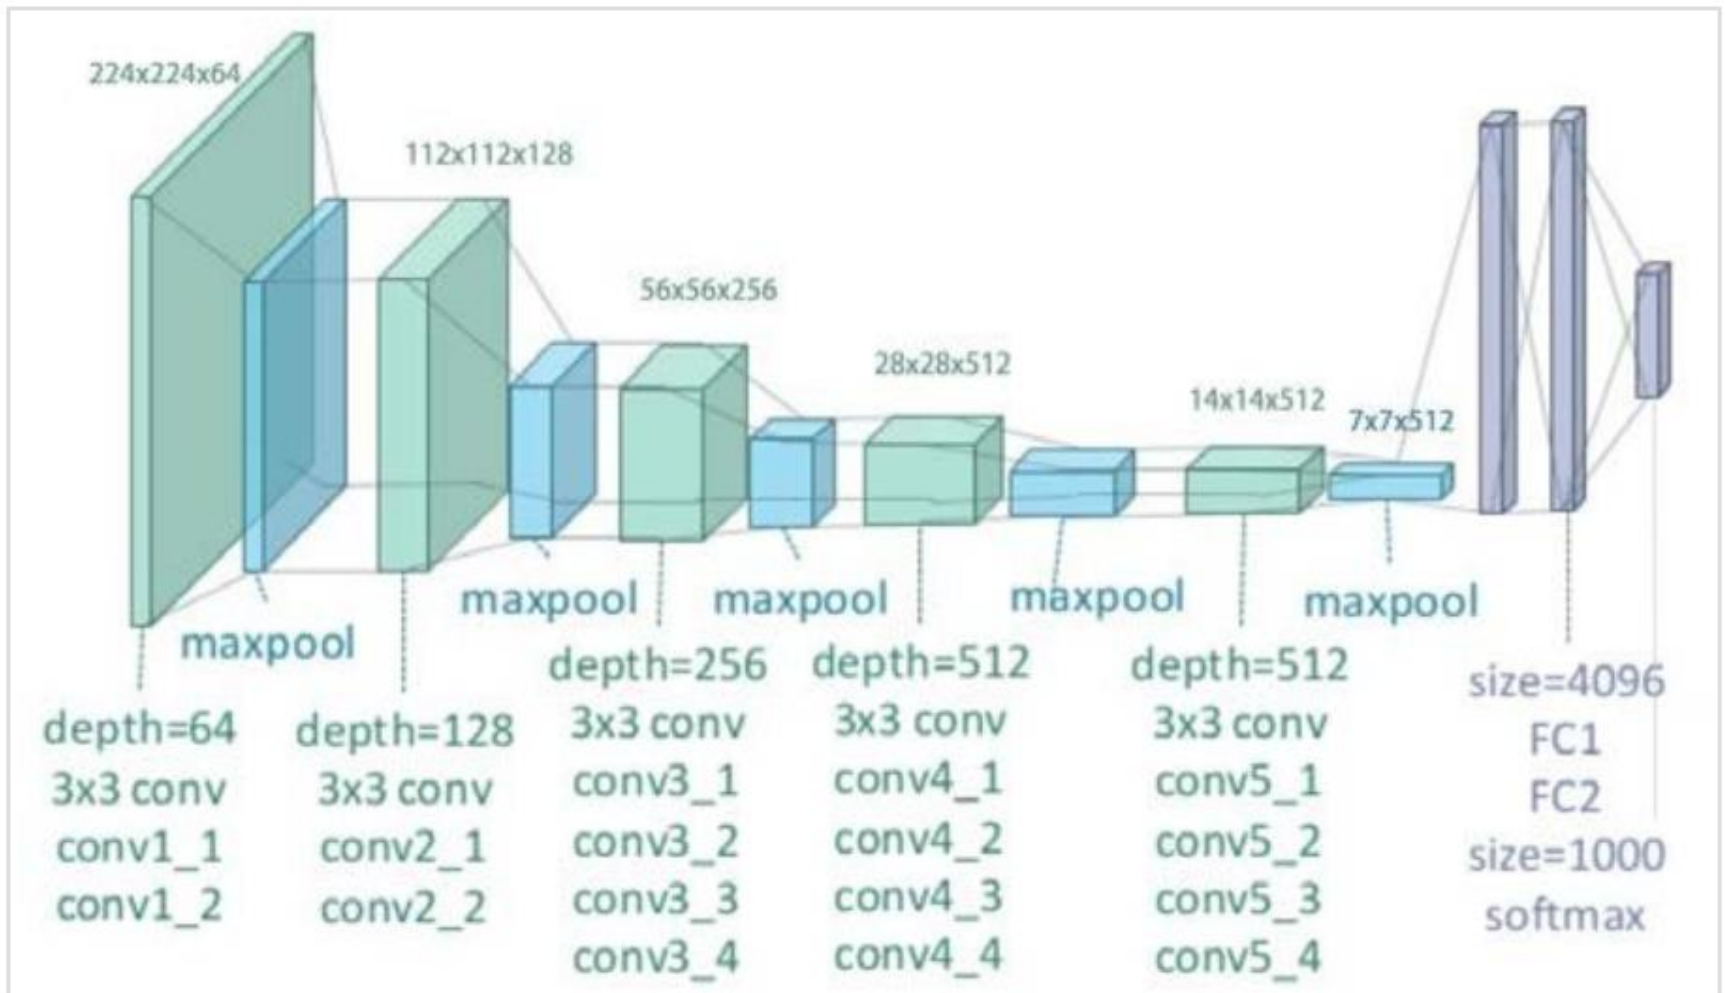 224x224x64
112x112x128
56x56x256
28x28x512
14x14x512
7x7x512
maxpool
maxpool
maxpool
maxpool
maxpool
depth=64
3x3 conv
conv1_1
conv1_2
depth=128
3x3 conv
conv2_1
conv2_2
depth=256
3x3 conv
conv3_1
conv3_2
conv3_3
conv3_4
depth=512
3x3 conv
conv4_1
conv4_2
conv4_3
conv4_4
depth=512
3x3 conv
conv5_1
conv5_2
conv5_3
conv5_4
size=4096
FC1
FC2
size=1000
softmax